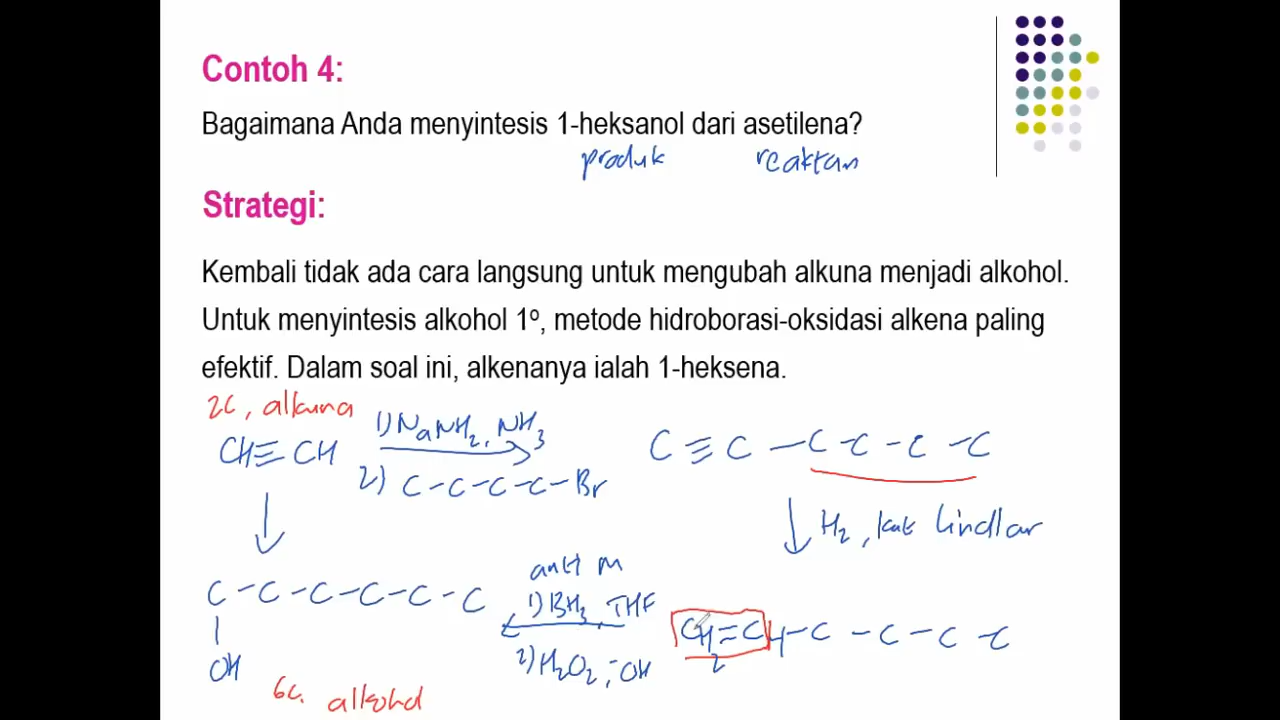 Contoh 4:
Bagaimana Anda menyintesis 1-heksanol dari asetilena?
produk reaktan
Strategi:
Kembali tidak ada cara langsung untuk mengubah alkuna menjadi alkohol.
Untuk menyintesis alkohol 1º, metode hidroborasi-oksidasi alkena paling
efektif. Dalam soal ini, alkenanya ialah 1-heksena.
2C, alkuna
1) NaNH₂, NH₃
CH≡CH
C≡C-C-C-C-C
2) C-C-C-C-Br
H₂, kat lindlar
anti M
C-C-C-C-C-C
1) BH₃, THF
CH₂=CH-C-C-C-C
OH
2) H₂O₂, -OH
6C, alkohol